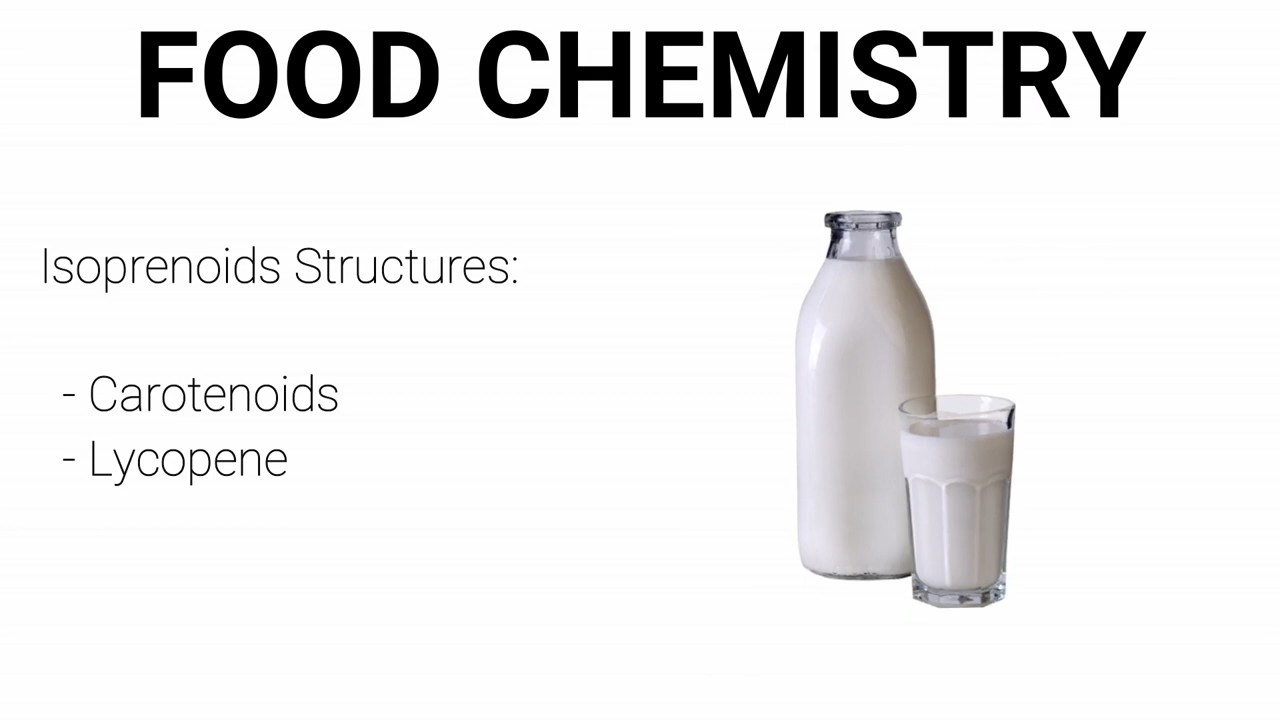 FOOD CHEMISTRY
Isoprenoids Structures:
- Carotenoids
- Lycopene